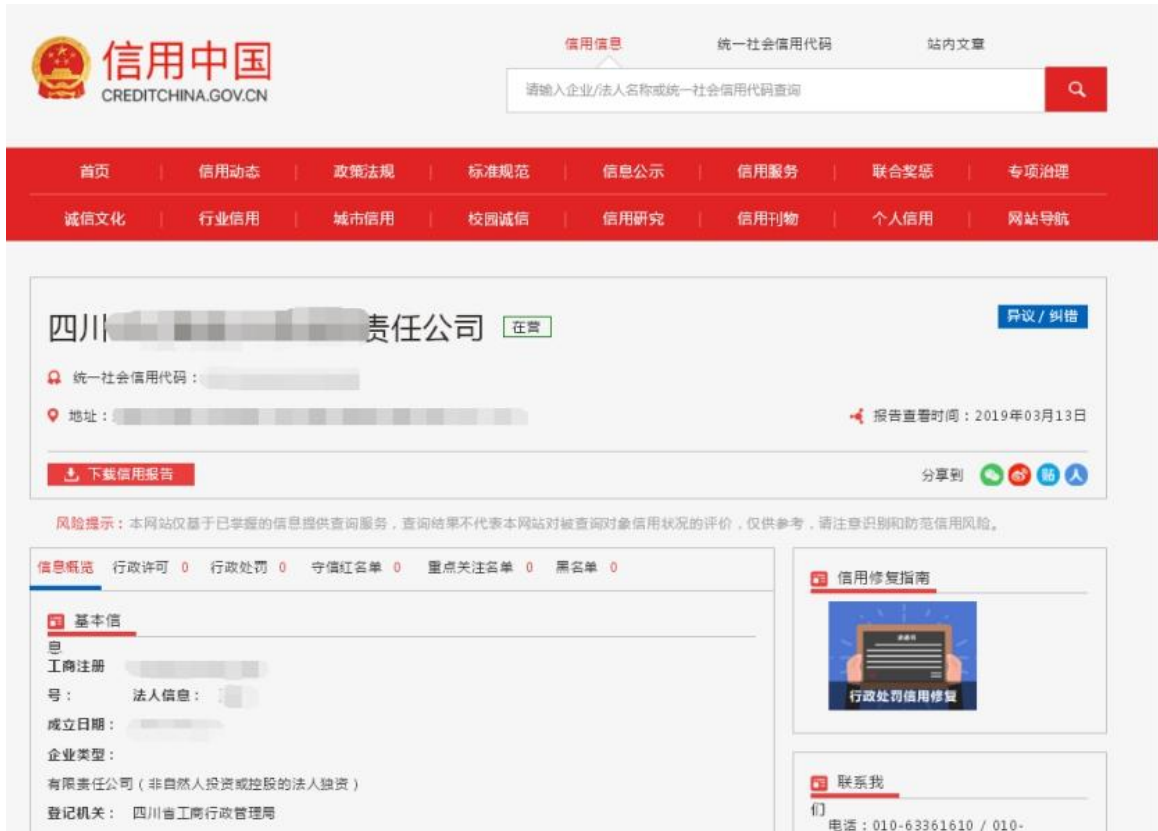 信用中国
CREDITCHINA.GOV.CN
信用信息 统一社会信用代码 站内文章
请输入企业/法人名称或统一社会信用代码查询
首页 | 信用动态 | 政策法规 | 标准规范 | 信息公示 | 信用服务 | 联合奖惩 | 专项治理
诚信文化 | 行业信用 | 城市信用 | 校园诚信 | 信用研究 | 信用刊物 | 个人信用 | 网站导航
四川 责任公司 在营
异议 / 纠错
统一社会信用代码：
地址：
报告查看时间：2019年03月13日
下载信用报告
分享到 贴 人
风险提示：本网站仅基于已掌握的信息提供查询服务，查询结果不代表本网站对被查询对象信用状况的评价，仅供参考，请注意识别和防范信用风险。
信息概览 行政许可 0 行政处罚 0 守信红名单 0 重点关注名单 0 黑名单 0
基本信
息
工商注册
号： 法人信息：
成立日期：
企业类型：
有限责任公司（非自然人投资或控股的法人独资）
登记机关： 四川省工商行政管理局
信用修复指南
行政处罚信用修复
联系我
们
电话：010-63361610 / 010-